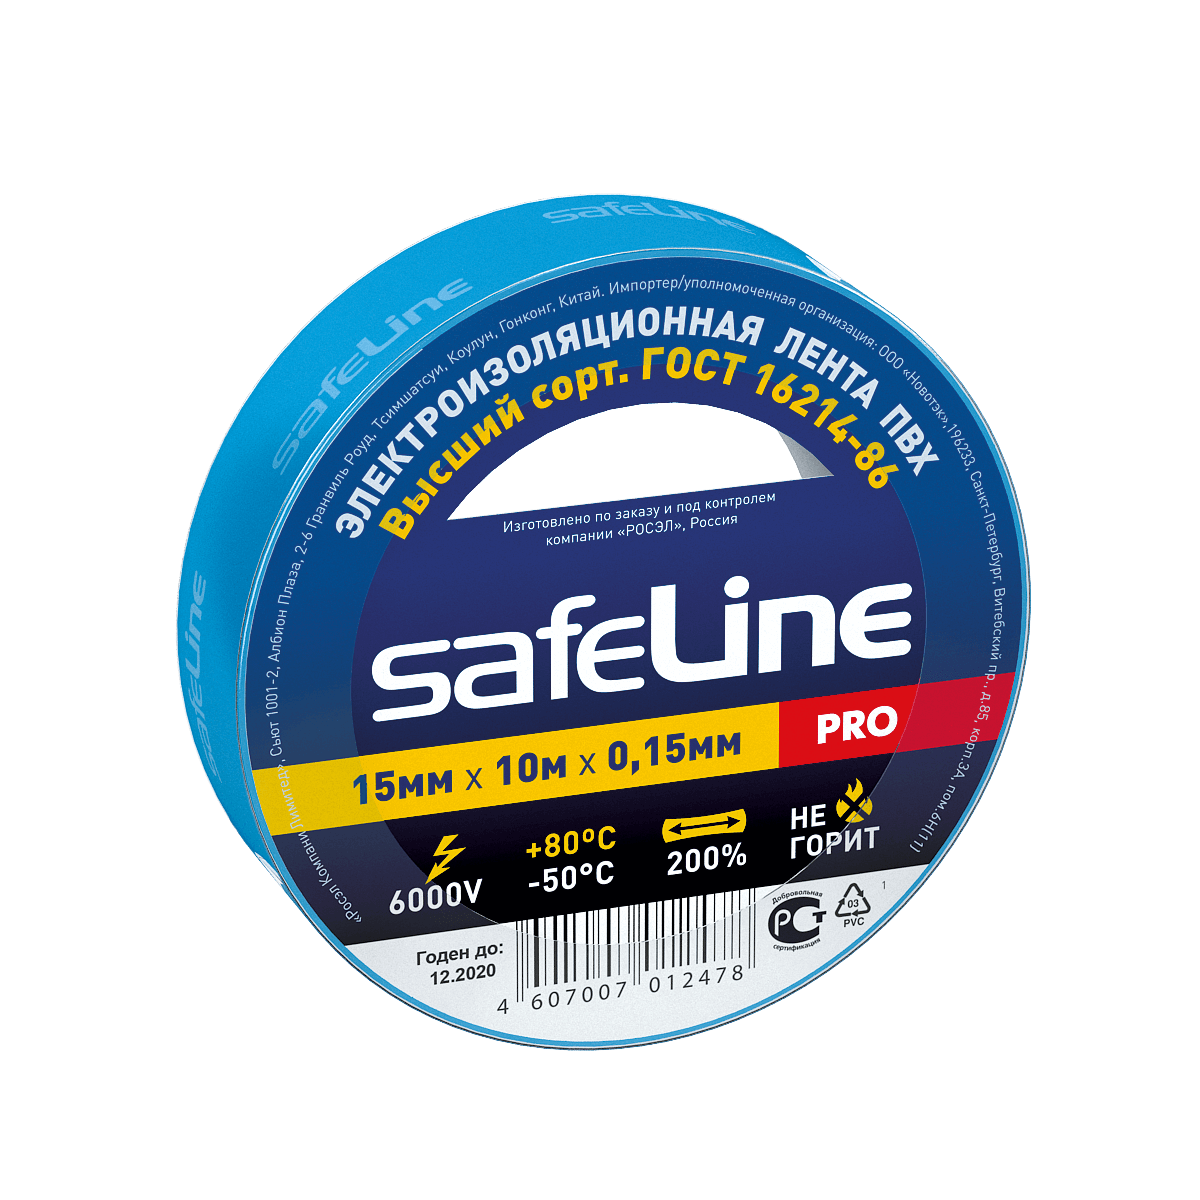 safeLine
safeLine
safeLine
«Росэл Компани Лимитед», Сьют 1001-2, Албион Плаза, 2-6 Гранвиль Роуд, Тсимшатсуи, Коулун, Гонконг, Китай. Импортер/уполномоченная организация: ООО «Новотэк», 196233, Санкт-Петербург, Витебский пр., д.85, корп.3А, пом.6Н(11)
ЭЛЕКТРОИЗОЛЯЦИОННАЯ ЛЕНТА ПВХ
Высший сорт. ГОСТ 16214-86
Изготовлено по заказу и под контролем
компании «РОСЭЛ», Россия
safeLine
PRO
15мм х 10м х 0,15мм
6000V
+80°C
-50°C
200%
НЕ
ГОРИТ
Годен до:
12.2020
4 607007 012478
Добровольная
РСТ
сертификация
03
PVC
1